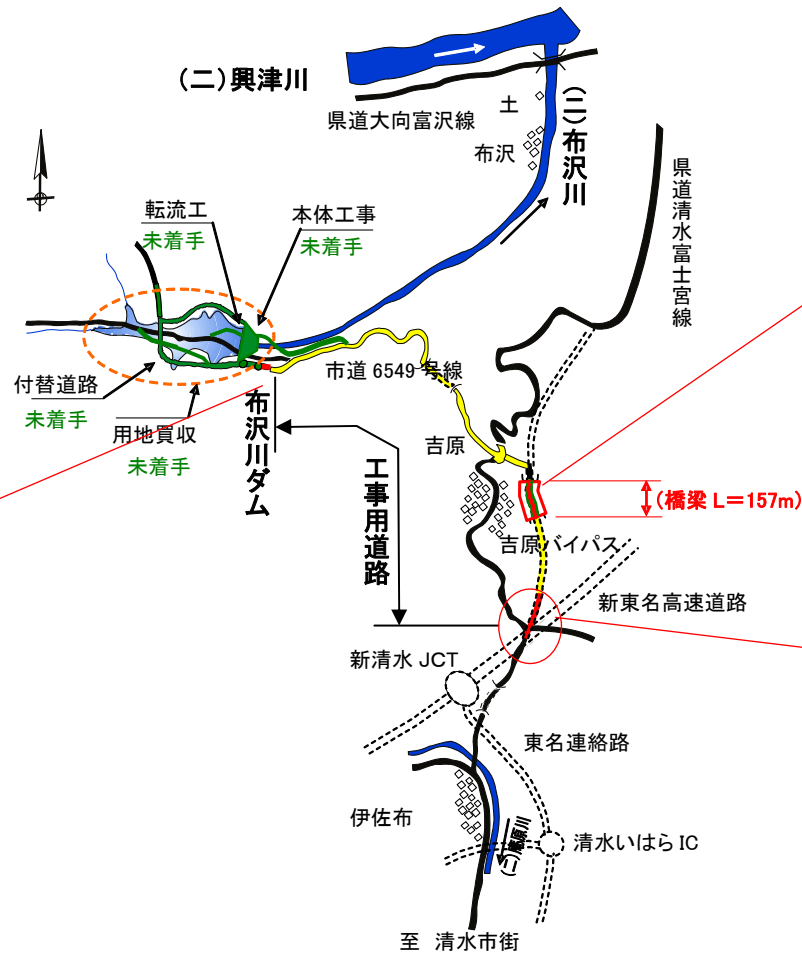 (二)興津川
県道大向富沢線
土
布沢
(二)布沢川
県道清水富士宮線
転流工
未着手
本体工事
未着手
付替道路
未着手
用地買収
未着手
布沢川ダム
市道 6549 号線
吉原
工事用道路
(橋梁 L=157m)
吉原バイパス
新東名高速道路
新清水 JCT
東名連絡路
伊佐布
(二)庵原川
清水いはら IC
至 清水市街